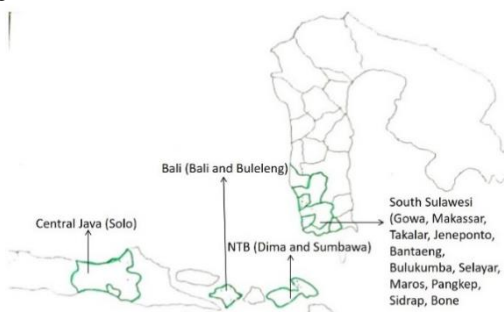 Bali (Bali and Buleleng)
Central Java (Solo)
NTB (Dima and Sumbawa)
South Sulawesi
(Gowa, Makassar,
Takalar, Jeneponto,
Bantaeng,
Bulukumba, Selayar,
Maros, Pangkep,
Sidrap, Bone